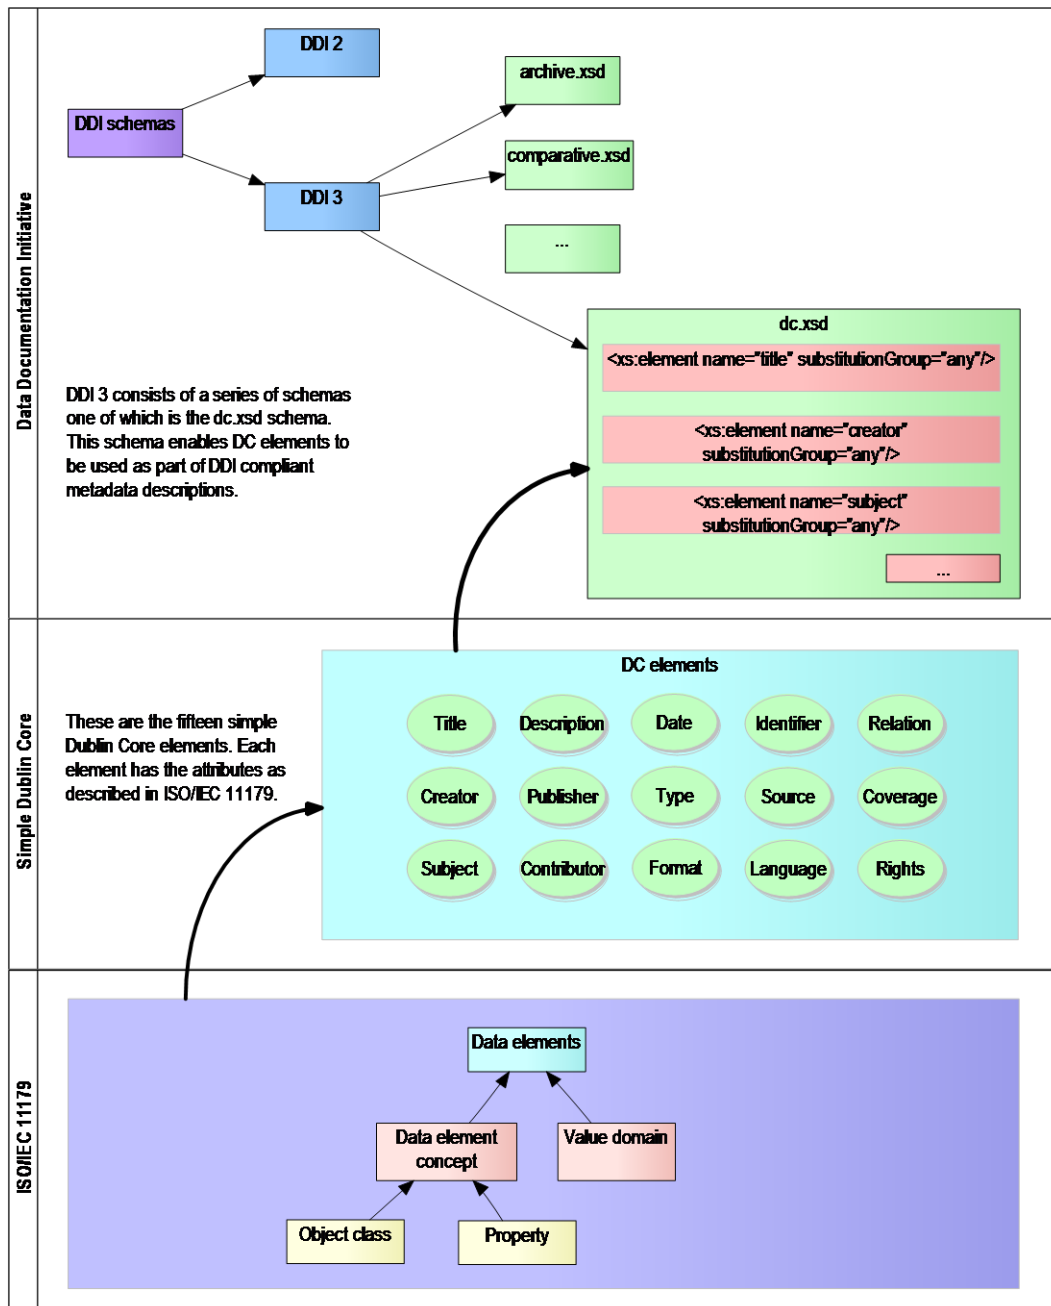 Data Documentation Initiative
DDI schemas
DDI 2
DDI 3
archive.xsd
comparative.xsd
...
dc.xsd
<xs:element name="title" substitutionGroup="any"/>
<xs:element name="creator"
substitutionGroup="any"/>
<xs:element name="subject"
substitutionGroup="any"/>
...
DDI 3 consists of a series of schemas
one of which is the dc.xsd schema.
This schema enables DC elements to
be used as part of DDI compliant
metadata descriptions.
Simple Dublin Core
These are the fifteen simple
Dublin Core elements. Each
element has the attributes as
described in ISO/IEC 11179.
DC elements
Title
Description
Date
Identifier
Relation
Creator
Publisher
Type
Source
Coverage
Subject
Contributor
Format
Language
Rights
ISO/IEC 11179
Data elements
Data element
concept
Value domain
Object class
Property